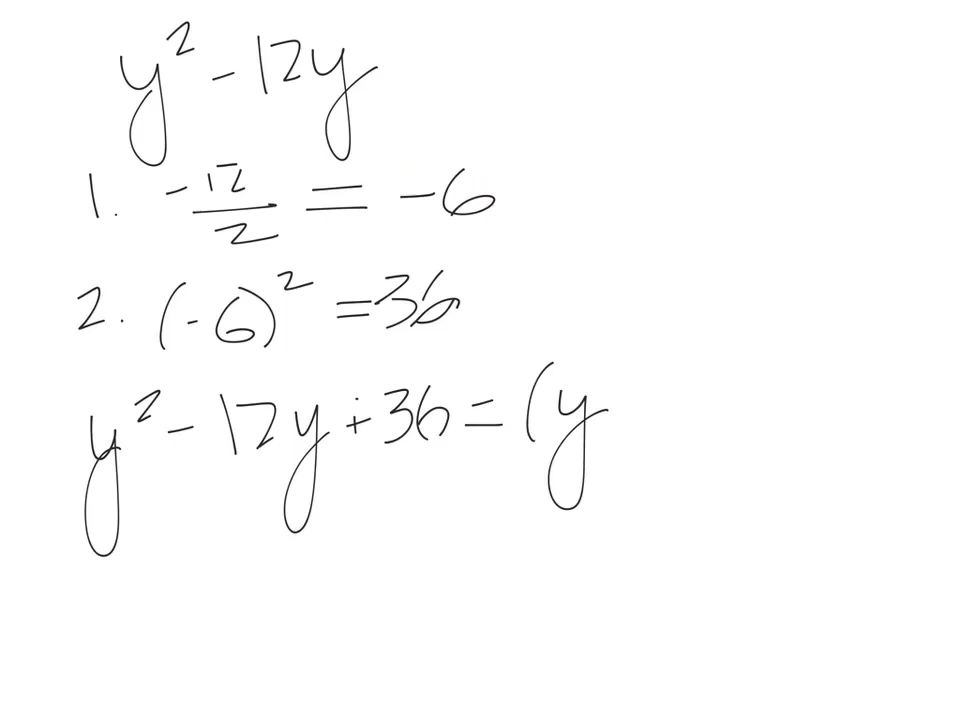 y² - 12y
1. -12/2 = -6
2. (-6)² = 36
y² - 12y + 36 = (y